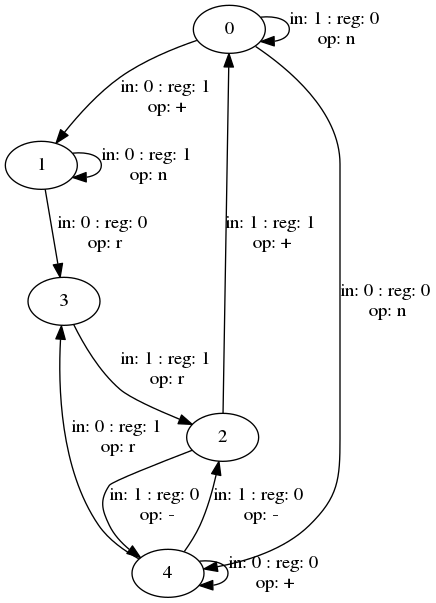 0
in: 1 : reg: 0
op: n
in: 0 : reg: 1
op: +
1
in: 0 : reg: 1
op: n
in: 0 : reg: 0
op: r
in: 1 : reg: 1
op: +
in: 0 : reg: 0
op: n
3
in: 1 : reg: 1
op: r
in: 0 : reg: 1
op: r
2
in: 1 : reg: 0
op: -
in: 1 : reg: 0
op: -
4
in: 0 : reg: 0
op: +